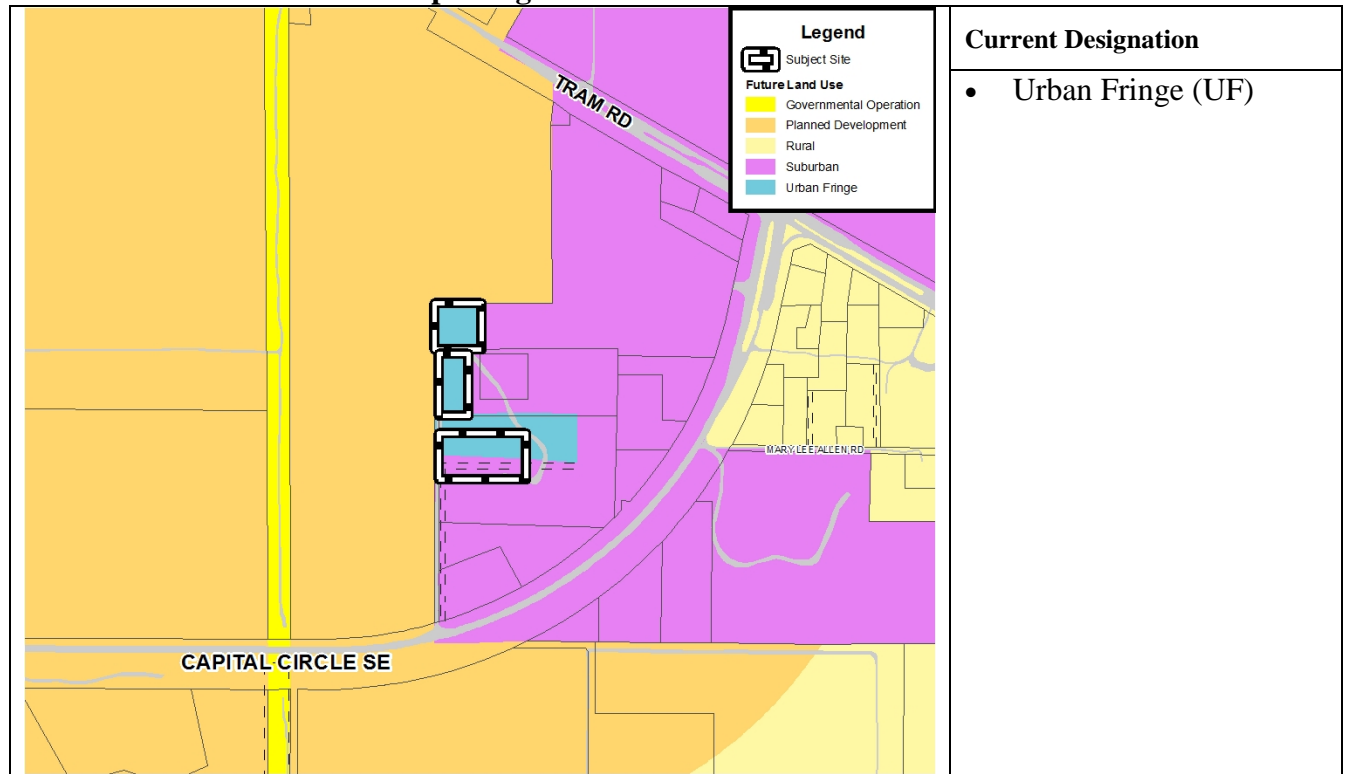 Legend
Subject Site
Future Land Use
Governmental Operation
Planned Development
Rural
Suburban
Urban Fringe
TRAM RD
MARY LEE ALLEN RD
CAPITAL CIRCLE SE
Current Designation
• Urban Fringe (UF)